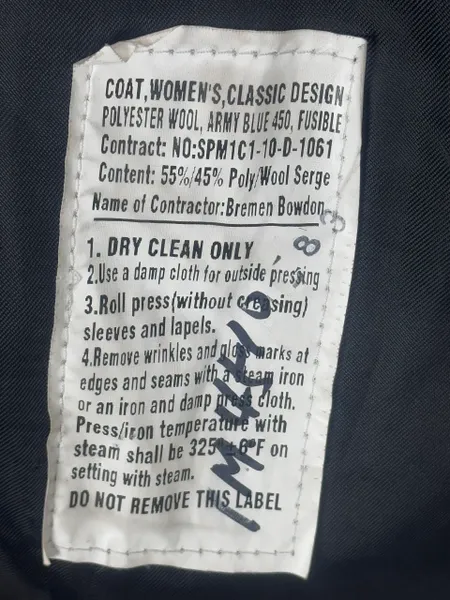 COAT,WOMEN'S,CLASSIC DESIGN
POLYESTER WOOL, ARMY BLUE 450, FUSIBLE
Contract: NO:SPM1C1-10-D-1061
Content: 55%/45% Poly/Wool Serge
Name of Contractor:Bremen Bowdon
1. DRY CLEAN ONLY
2.Use a damp cloth for outside pressing
3.Roll press(without creasing)
sleeves and lapels.
4.Remove wrinkles and gloss marks at
edges and seams with a steam iron
or an iron and damp press cloth.
Press/iron temperature with
steam shall be 325°±6°F on
setting with steam.
DO NOT REMOVE THIS LABEL